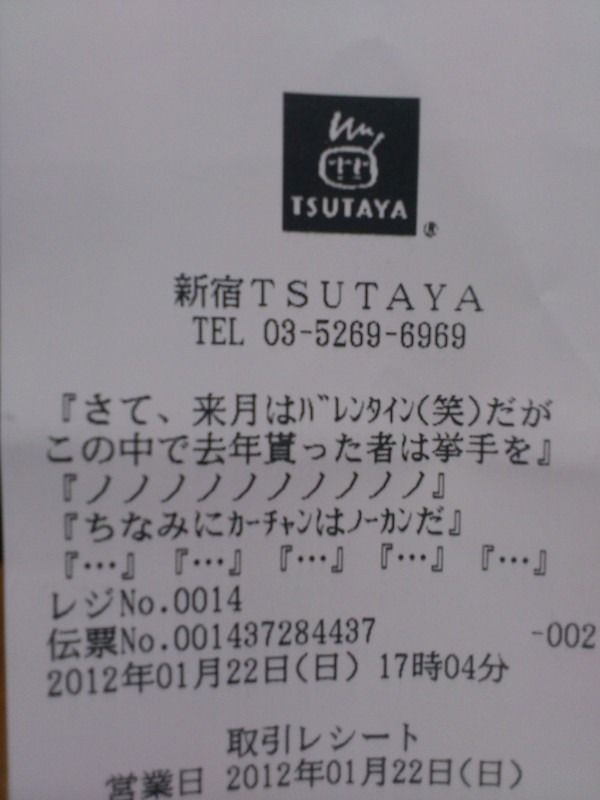 TSUTAYA
®
新宿ＴＳＵＴＡＹＡ
TEL 03-5269-6969
『さて、来月はﾊﾞﾚﾝﾀｲﾝ(笑)だが
この中で去年貰った者は挙手を』
『ノノノノノノノノノノ』
『ちなみにｶｰﾁｬﾝはﾉｰｶﾝだ』
『…』『…』『…』『…』『…』
レジNo.0014
伝票No.001437284437 -002
2012年01月22日(日) 17時04分
取引レシート
営業日 2012年01月22日(日)